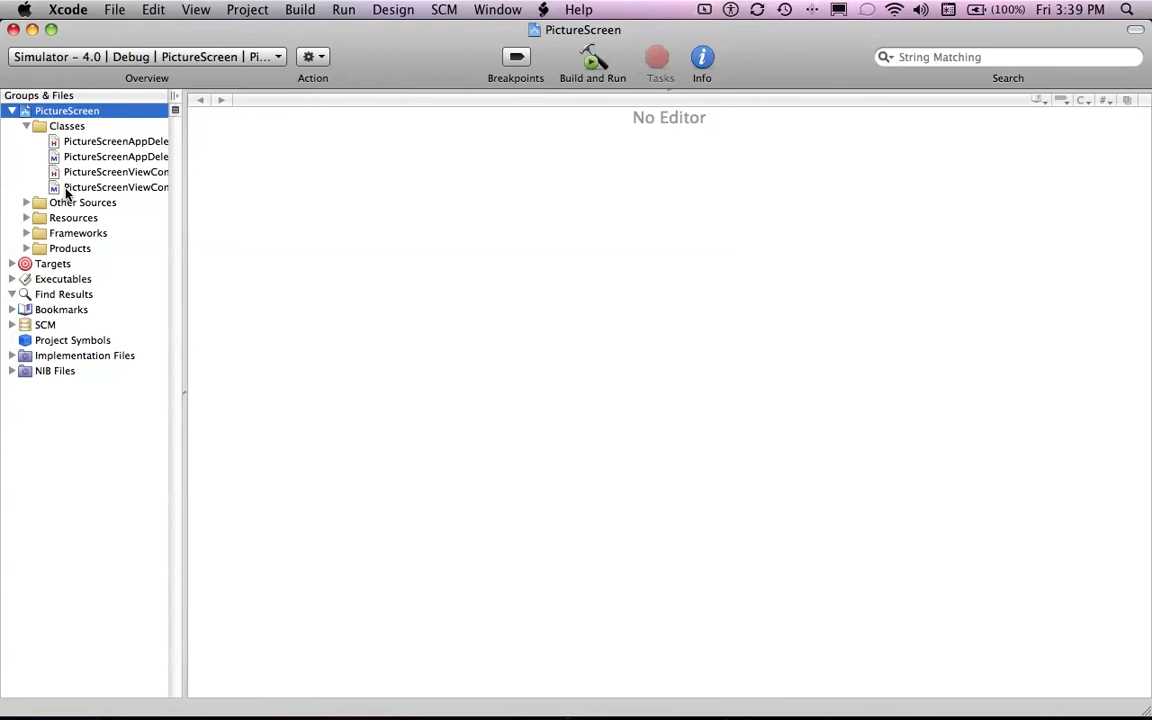 Xcode File Edit View Project Build Run Design SCM Window Help (100%) Fri 3:39 PM
PictureScreen
Simulator - 4.0 | Debug | PictureScreen | Pi...
String Matching
Overview Action Breakpoints Build and Run Tasks Info Search
Groups & Files
PictureScreen
No Editor
Classes
H PictureScreenAppDele
M PictureScreenAppDele
H PictureScreenViewCon
M PictureScreenViewCon
Other Sources
Resources
Frameworks
Products
Targets
Executables
Find Results
Bookmarks
SCM
Project Symbols
Implementation Files
NIB Files
C
#